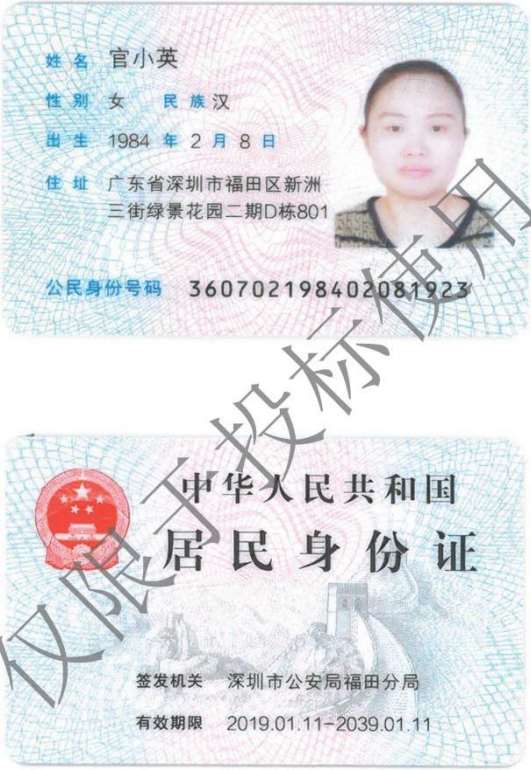 姓名 官小英
性别 女 民族 汉
出生 1984 年 2 月 8 日
住址 广东省深圳市福田区新洲
三街绿景花园二期D栋801
公民身份号码 360702198402081923
中华人民共和国
居民身份证
签发机关 深圳市公安局福田分局
有效期限 2019.01.11-2039.01.11
仅限于投标使用